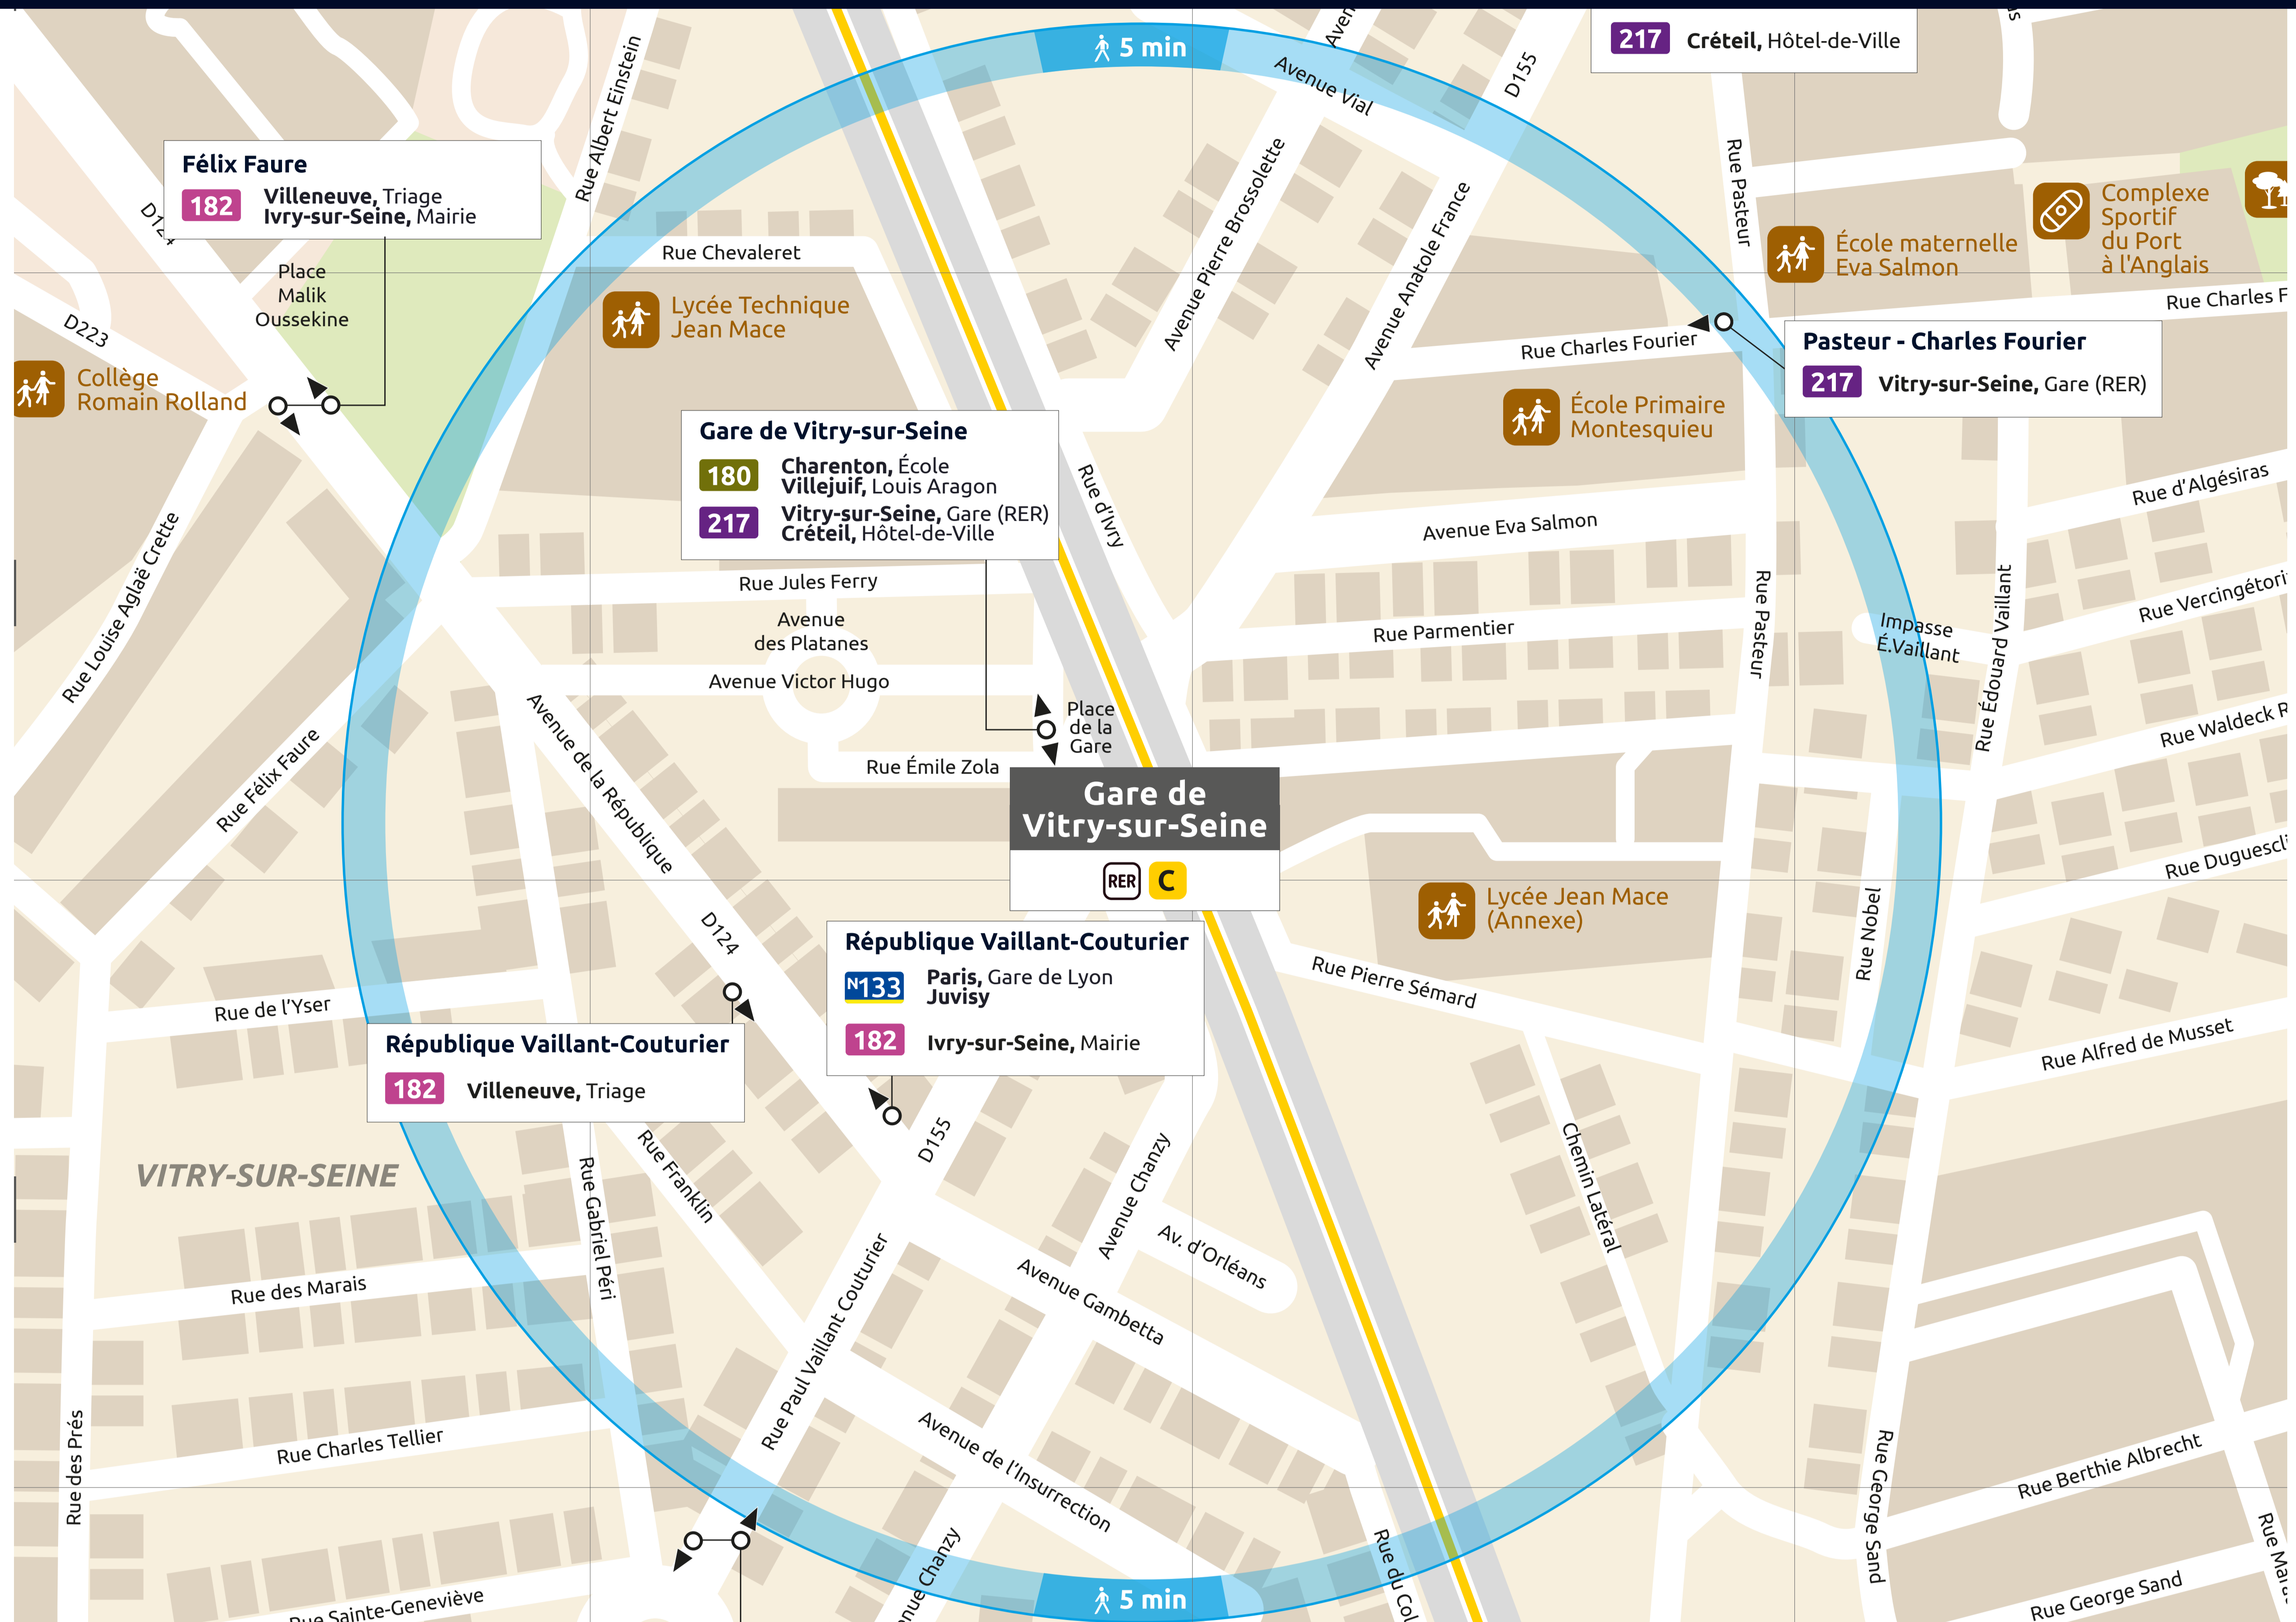 5 min
Avenue Vial
D155
217 Créteil, Hôtel-de-Ville
Rue Albert Einstein
Félix Faure
182 Villeneuve, Triage
Ivry-sur-Seine, Mairie
D124
Place
Malik
Oussekine
Rue Chevaleret
Lycée Technique
Jean Mace
Avenue Pierre Brossolette
Avenue Anatole France
Rue Pasteur
École maternelle
Eva Salmon
Complexe
Sportif
du Port
à l'Anglais
Rue Charles F
D223
Collège
Romain Rolland
Rue Charles Fourier
Pasteur - Charles Fourier
217 Vitry-sur-Seine, Gare (RER)
École Primaire
Montesquieu
Gare de Vitry-sur-Seine
180 Charenton, École
Villejuif, Louis Aragon
217 Vitry-sur-Seine, Gare (RER)
Créteil, Hôtel-de-Ville
Rue d'Ivry
Rue d'Algésiras
Avenue Eva Salmon
Rue Louise Aglaë Crette
Rue Jules Ferry
Avenue
des Platanes
Avenue Victor Hugo
Rue Parmentier
Rue Pasteur
Impasse
É.Vaillant
Rue Édouard Vaillant
Rue Vercingétori
Rue Waldeck R
Place
de la
Gare
Rue Émile Zola
Avenue de la République
Rue Félix Faure
Gare de
Vitry-sur-Seine
RER C
Lycée Jean Mace
(Annexe)
Rue Nobel
Rue Duguescli
D124
République Vaillant-Couturier
N133 Paris, Gare de Lyon
Juvisy
182 Ivry-sur-Seine, Mairie
Rue Pierre Sémard
Rue de l'Yser
République Vaillant-Couturier
182 Villeneuve, Triage
Rue Alfred de Musset
VITRY-SUR-SEINE
Rue Gabriel Péri
Rue Franklin
D155
Avenue Chanzy
Av. d'Orléans
Chemin Latéral
Rue des Marais
Rue Paul Vaillant Couturier
Avenue Gambetta
Rue des Prés
Rue Charles Tellier
Avenue de l'Insurrection
Rue Berthie Albrecht
Rue George Sand
Rue Sainte-Geneviève
nue Chanzy
5 min
Rue du Col
Rue George Sand